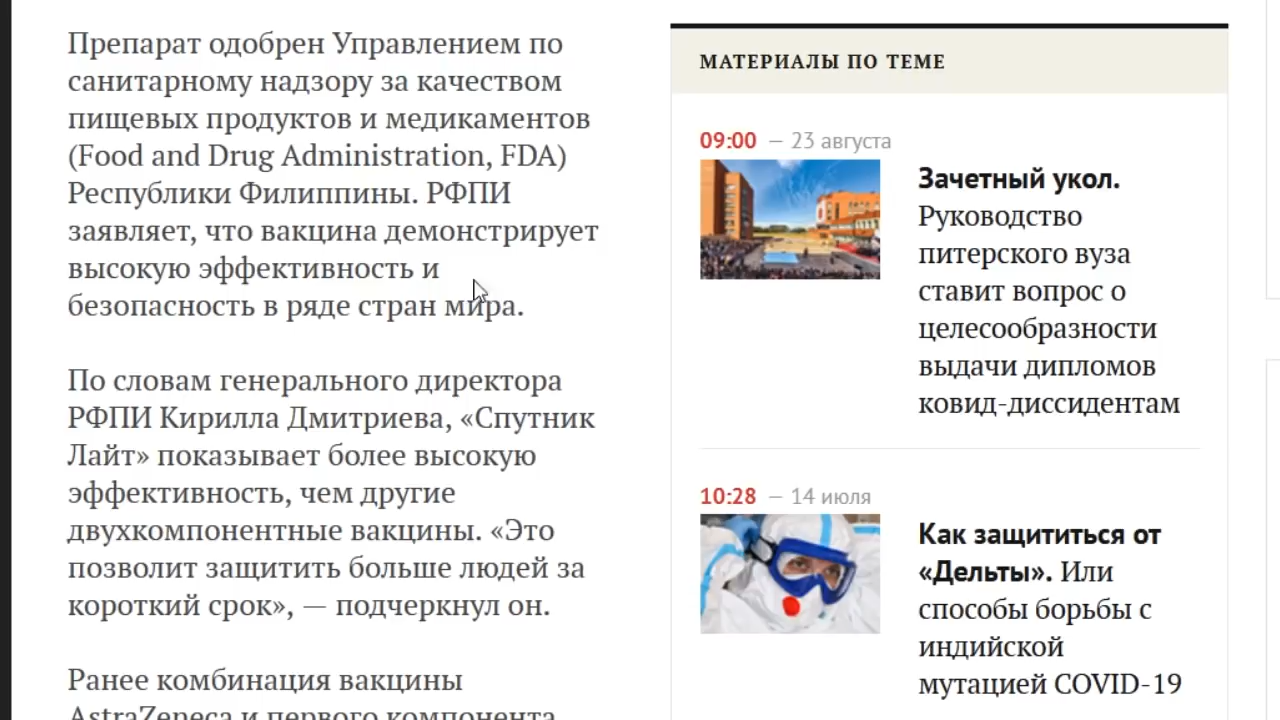 Препарат одобрен Управлением по
санитарному надзору за качеством
пищевых продуктов и медикаментов
(Food and Drug Administration, FDA)
Республики Филиппины. РФПИ
заявляет, что вакцина демонстрирует
высокую эффективность и
безопасность в ряде стран мира.
По словам генерального директора
РФПИ Кирилла Дмитриева, «Спутник
Лайт» показывает более высокую
эффективность, чем другие
двухкомпонентные вакцины. «Это
позволит защитить больше людей за
короткий срок», — подчеркнул он.
Ранее комбинация вакцины
AstraZeneca и первого компонента
МАТЕРИАЛЫ ПО ТЕМЕ
09:00 — 23 августа
Зачетный укол.
Руководство
питерского вуза
ставит вопрос о
целесообразности
выдачи дипломов
ковид-диссидентам
10:28 — 14 июля
Как защититься от
«Дельты». Или
способы борьбы с
индийской
мутацией COVID-19